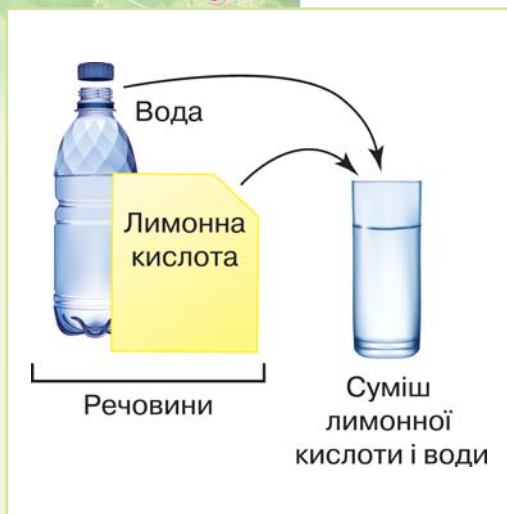 Вода
Лимонна
кислота
Речовини
Суміш
лимонної
кислоти і води